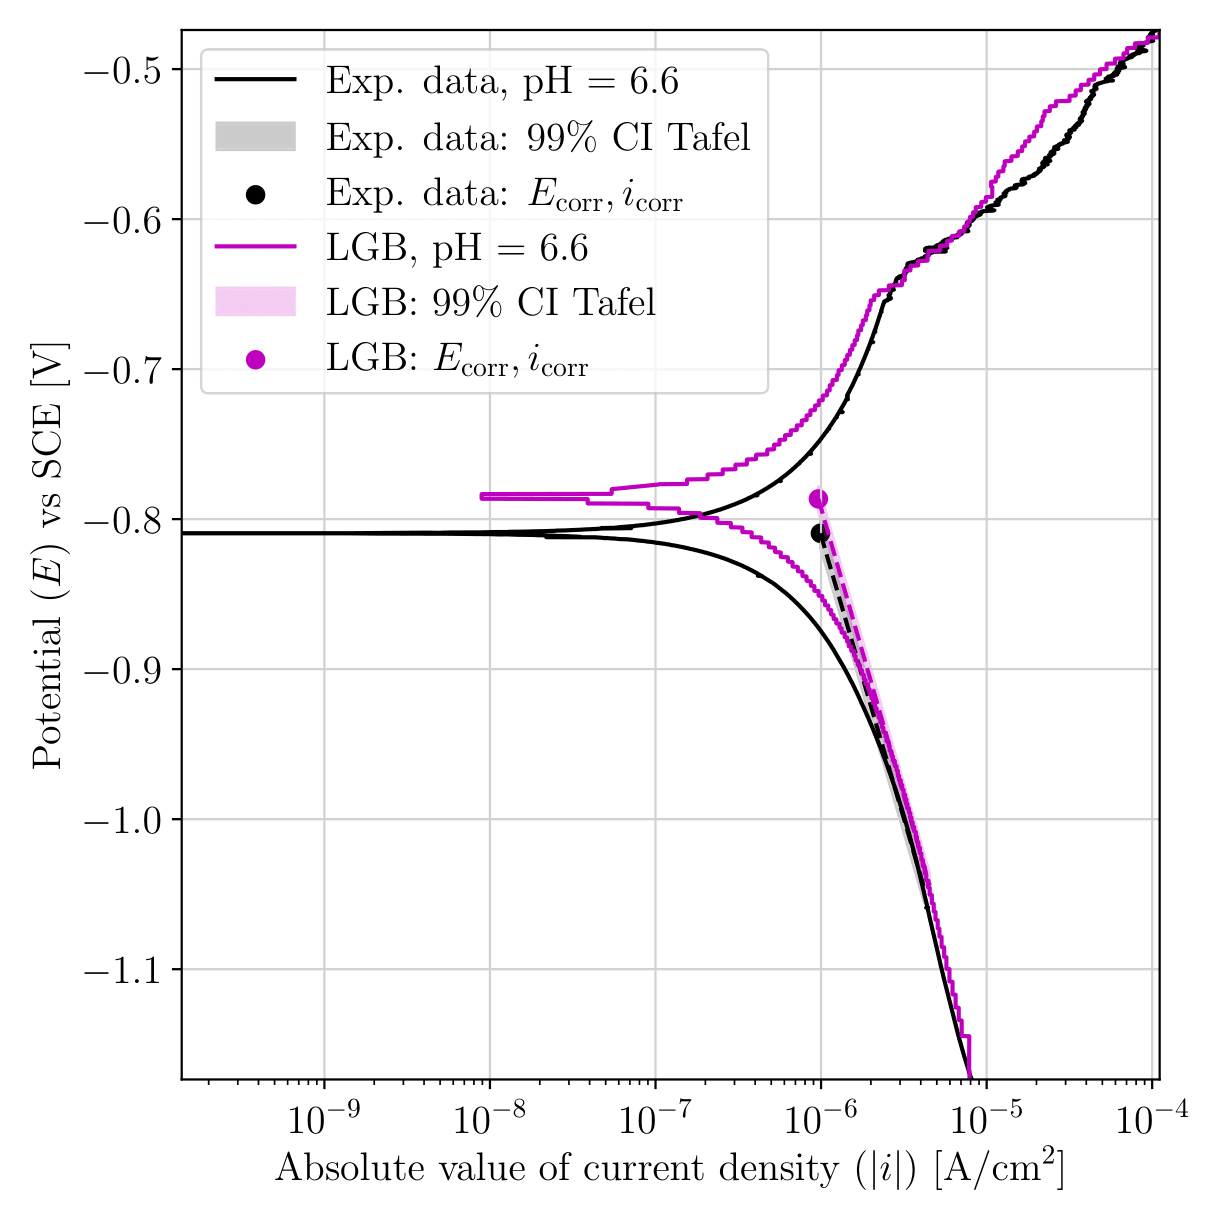 Exp. data, pH = 6.6
Exp. data: 99% CI Tafel
Exp. data: E_corr, i_corr
LGB, pH = 6.6
LGB: 99% CI Tafel
LGB: E_corr, i_corr
Potential (E) vs SCE [V]
−0.5
−0.6
−0.7
−0.8
−0.9
−1.0
−1.1
10⁻⁹ 10⁻⁸ 10⁻⁷ 10⁻⁶ 10⁻⁵ 10⁻⁴
Absolute value of current density (|i|) [A/cm²]